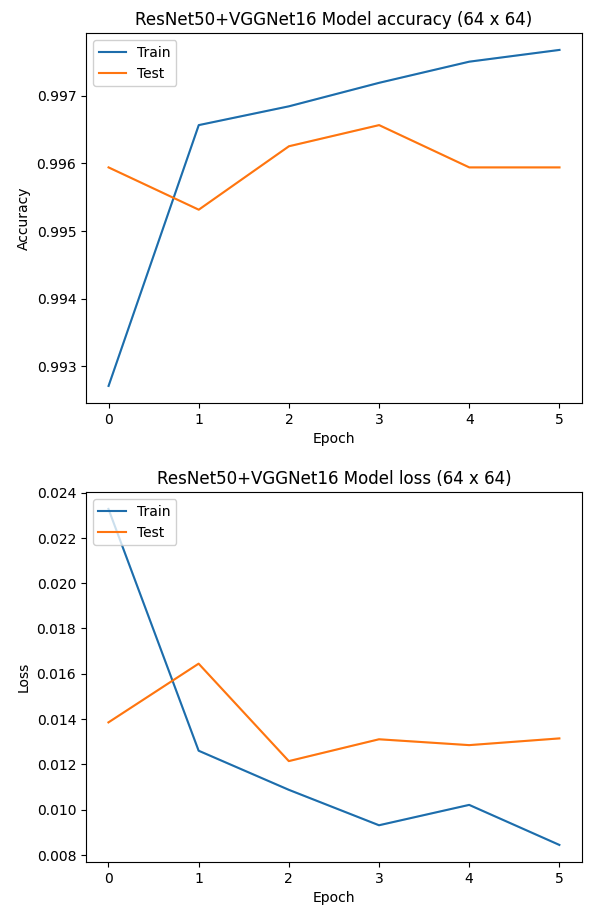 ResNet50+VGGNet16 Model accuracy (64 x 64)
Train
Test
0.997
0.996
0.995
0.994
0.993
Accuracy
0 1 2 3 4 5
Epoch
ResNet50+VGGNet16 Model loss (64 x 64)
0.024
Train
Test
0.022
0.020
0.018
0.016
0.014
0.012
0.010
0.008
Loss
0 1 2 3 4 5
Epoch